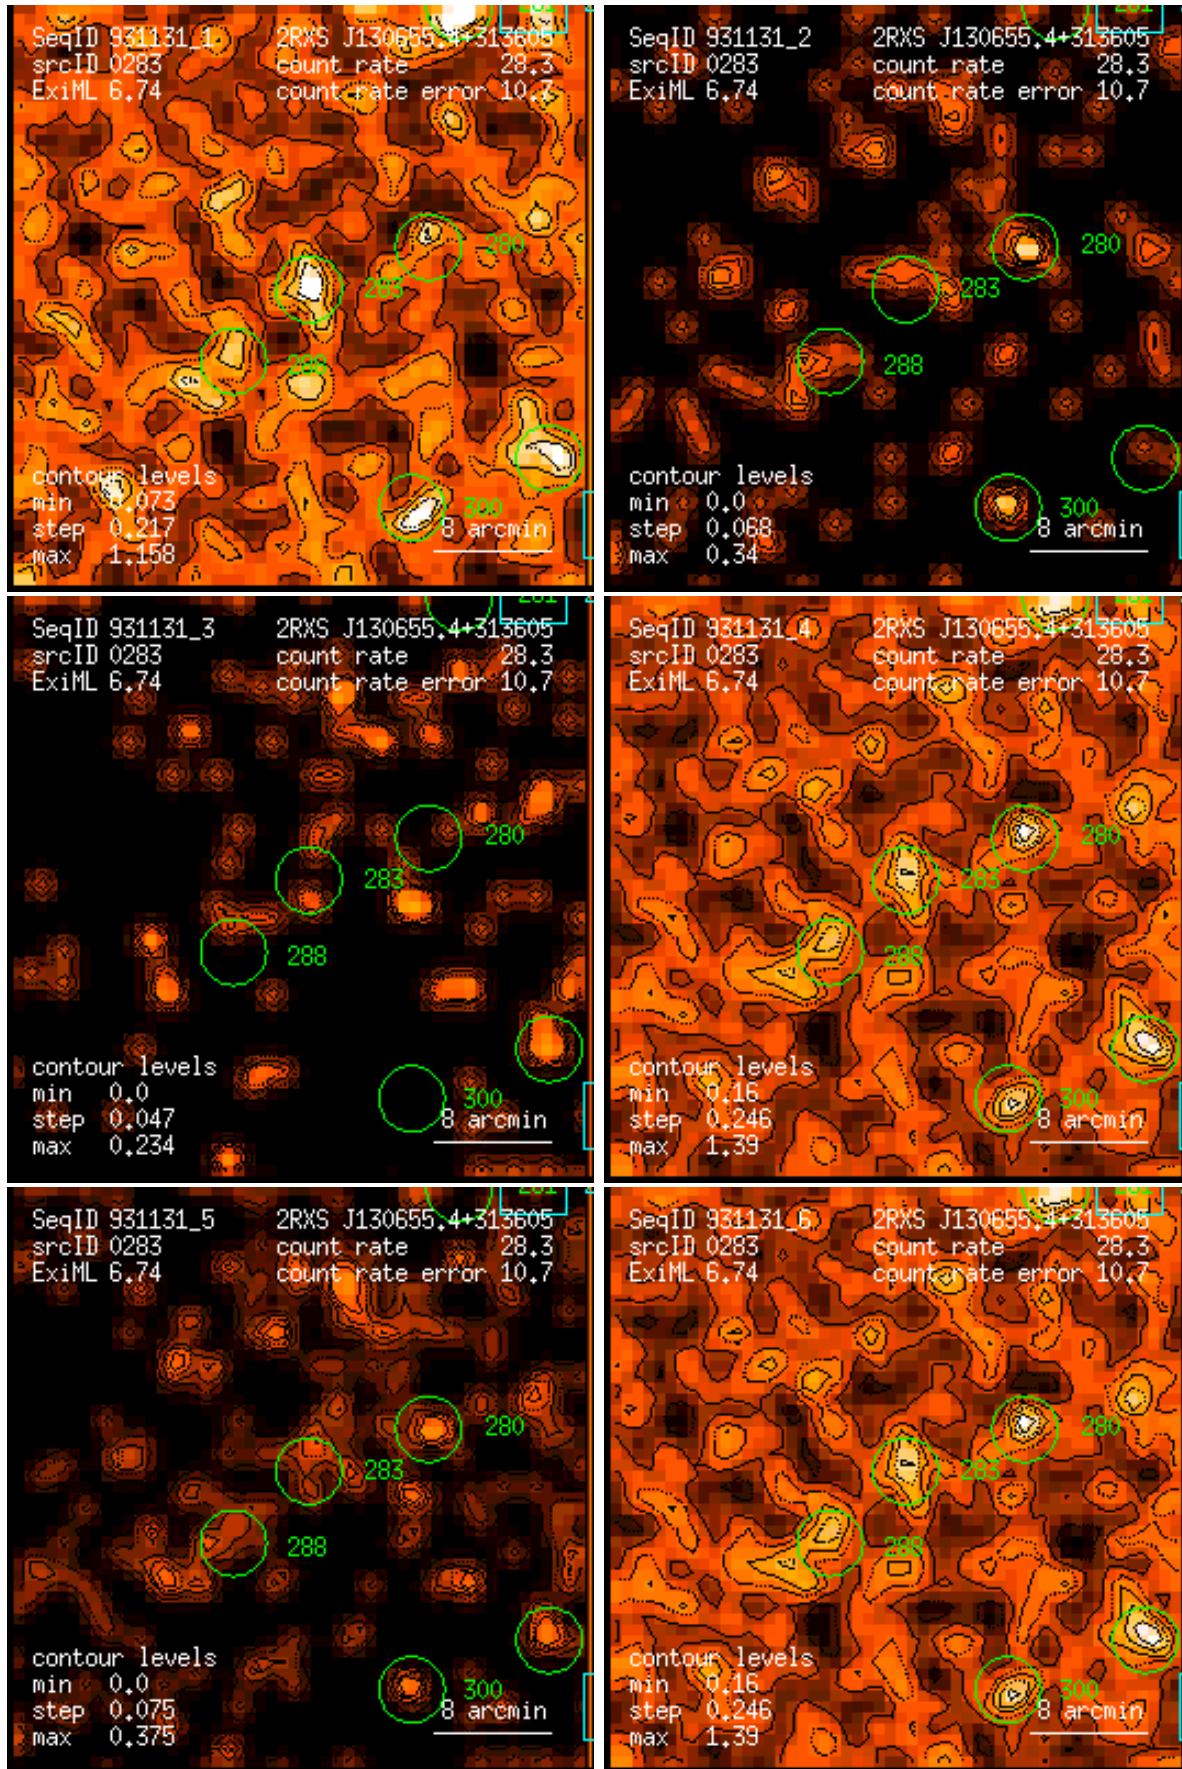 SeqID 931131_1 2RXS J130655.4+313605
srcID 0283 count rate 28.3
ExiML 6.74 count rate error 10.7
280
283
288
contour levels
min 0.073
300
step 0.217
8 arcmin
max 1.158
281
SeqID 931131_2 2RXS J130655.4+313605
srcID 0283 count rate 28.3
ExiML 6.74 count rate error 10.7
280
283
288
contour levels
min 0.0
300
step 0.068
8 arcmin
max 0.34
SeqID 931131_3 2RXS J130655.4+313605
srcID 0283 count rate 28.3
ExiML 6.74 count rate error 10.7
280
283
288
contour levels
min 0.0
300
step 0.047
8 arcmin
max 0.234
SeqID 931131_4 2RXS J130655.4+313605
srcID 0283 count rate 28.3
ExiML 6.74 count rate error 10.7
280
283
288
contour levels
min 0.16
300
step 0.246
8 arcmin
max 1.39
SeqID 931131_5 2RXS J130655.4+313605
srcID 0283 count rate 28.3
ExiML 6.74 count rate error 10.7
280
283
288
contour levels
min 0.0
300
step 0.075
8 arcmin
max 0.375
SeqID 931131_6 2RXS J130655.4+313605
srcID 0283 count rate 28.3
ExiML 6.74 count rate error 10.7
280
283
288
contour levels
min 0.16
300
step 0.246
8 arcmin
max 1.39